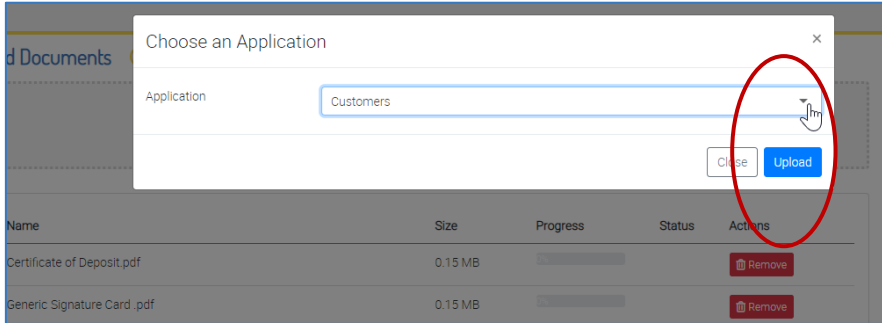 Choose an Application
×
d Documents
Application
Customers
Close
Upload
Name Size Progress Status Actions
Certificate of Deposit.pdf 0.15 MB Remove
Generic Signature Card .pdf 0.15 MB Remove